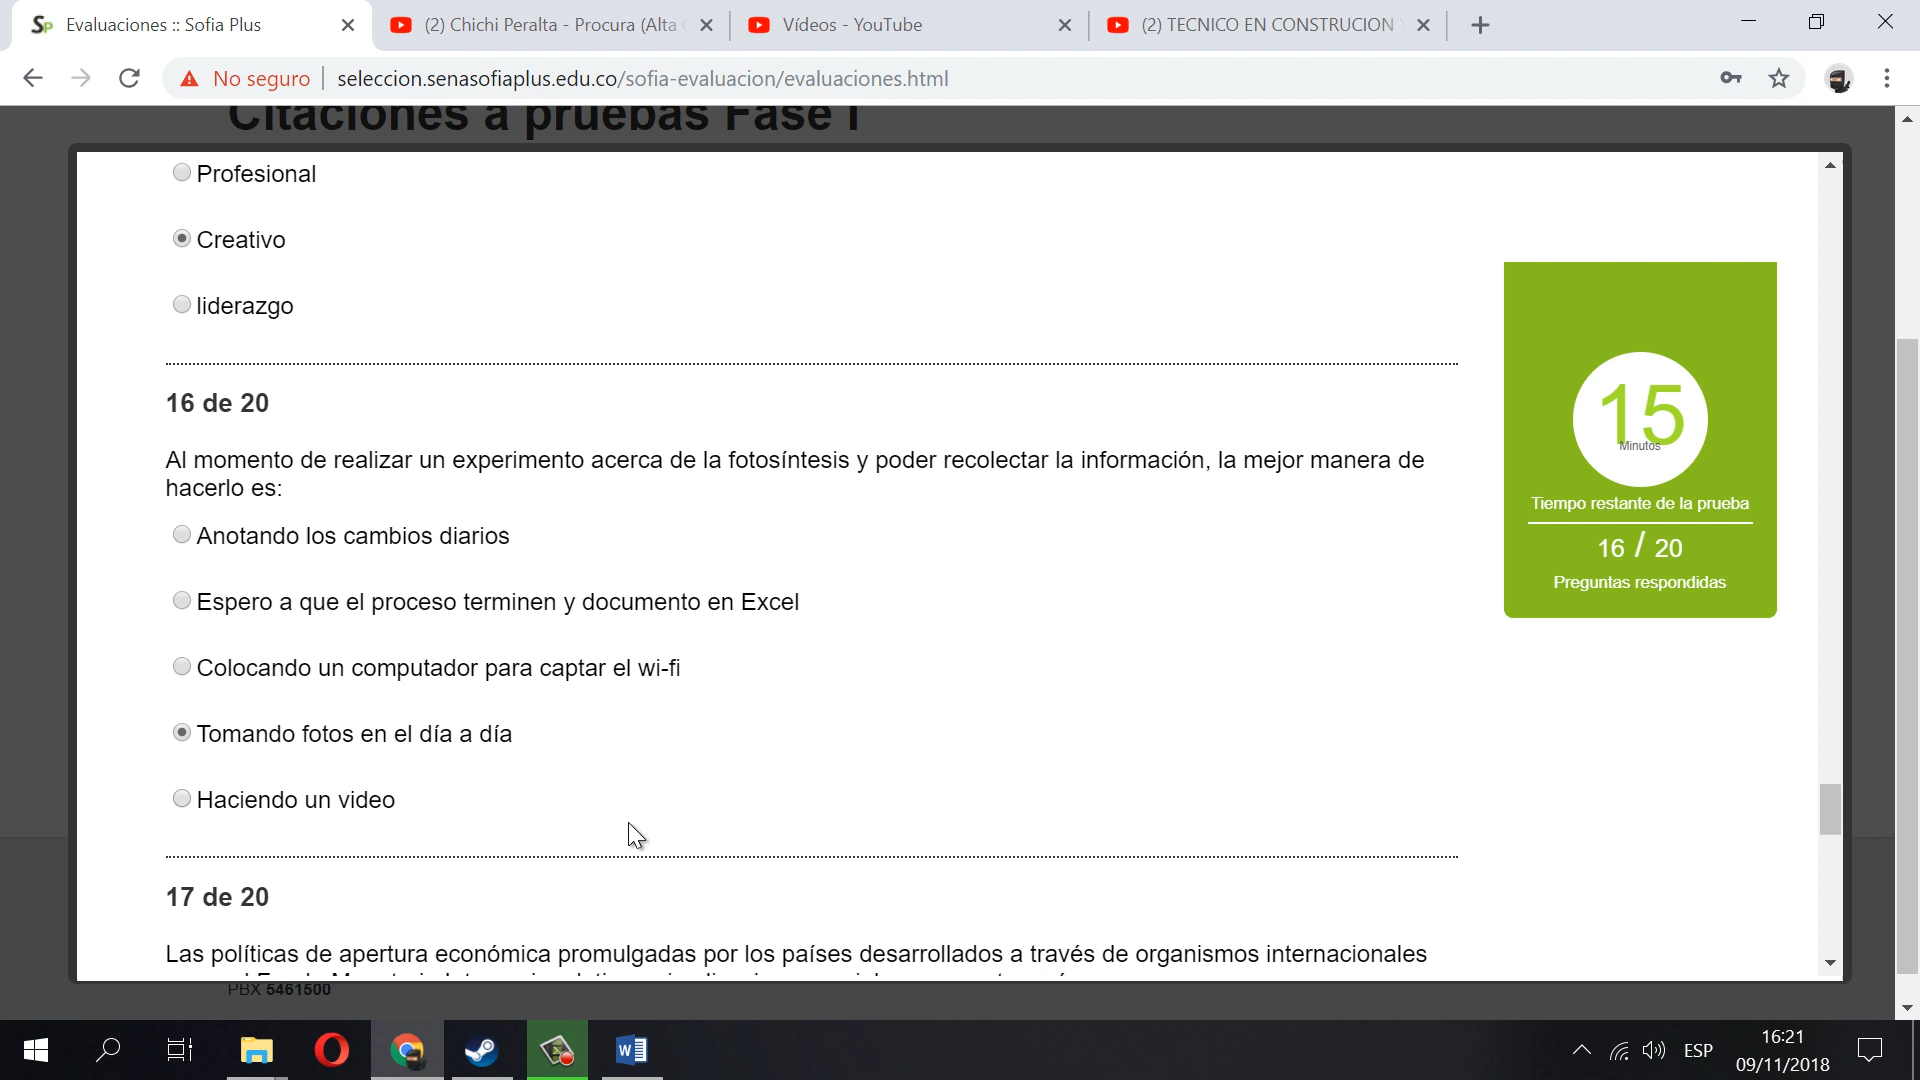 Evaluaciones :: Sofia Plus
(2) Chichi Peralta - Procura (Alta
Vídeos - YouTube
(2) TECNICO EN CONSTRUCION
No seguro
seleccion.senasofiaplus.edu.co/sofia-evaluacion/evaluaciones.html
Citaciones a pruebas Fase I
Profesional
Creativo
liderazgo
16 de 20
Al momento de realizar un experimento acerca de la fotosíntesis y poder recolectar la información, la mejor manera de
hacerlo es:
Anotando los cambios diarios
Espero a que el proceso terminen y documento en Excel
Colocando un computador para captar el wi-fi
Tomando fotos en el día a día
Haciendo un video
17 de 20
Las políticas de apertura económica promulgadas por los países desarrollados a través de organismos internacionales
15
Minutos
Tiempo restante de la prueba
16 / 20
Preguntas respondidas
PBX 5461500
ESP
16:21
09/11/2018